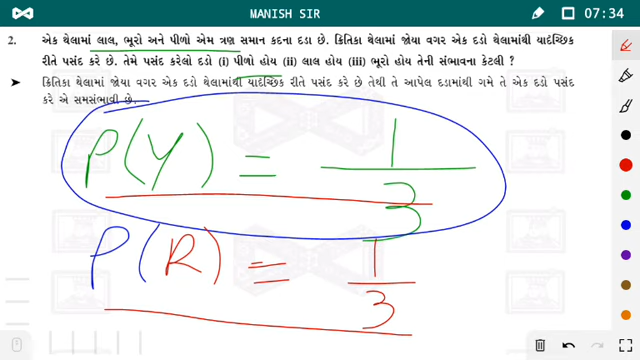 MANISH SIR
07:34
2. એક થેલામાં લાલ, ભૂરો અને પીળો એમ ત્રણ સમાન કદના દડા છે. ક્રિતિકા થેલામાં જોયા વગર એક દડો થેલામાંથી યાદચ્છિક
રીતે પસંદ કરે છે. તેમે પસંદ કરેલો દડો (i) પીળો હોય (ii) લાલ હોય (iii) ભૂરો હોય તેની સંભાવના કેટલી ?
➤ ક્રિતિકા થેલામાં જોયા વગર એક દડો થેલામાંથી યાદચ્છિક રીતે પસંદ કરે છે તેથી તે આપેલ દડામાંથી ગમે તે એક દડો પસંદ
કરે એ સમસંભાવી છે.
P(Y) = 1/3
P(R) = 1/3